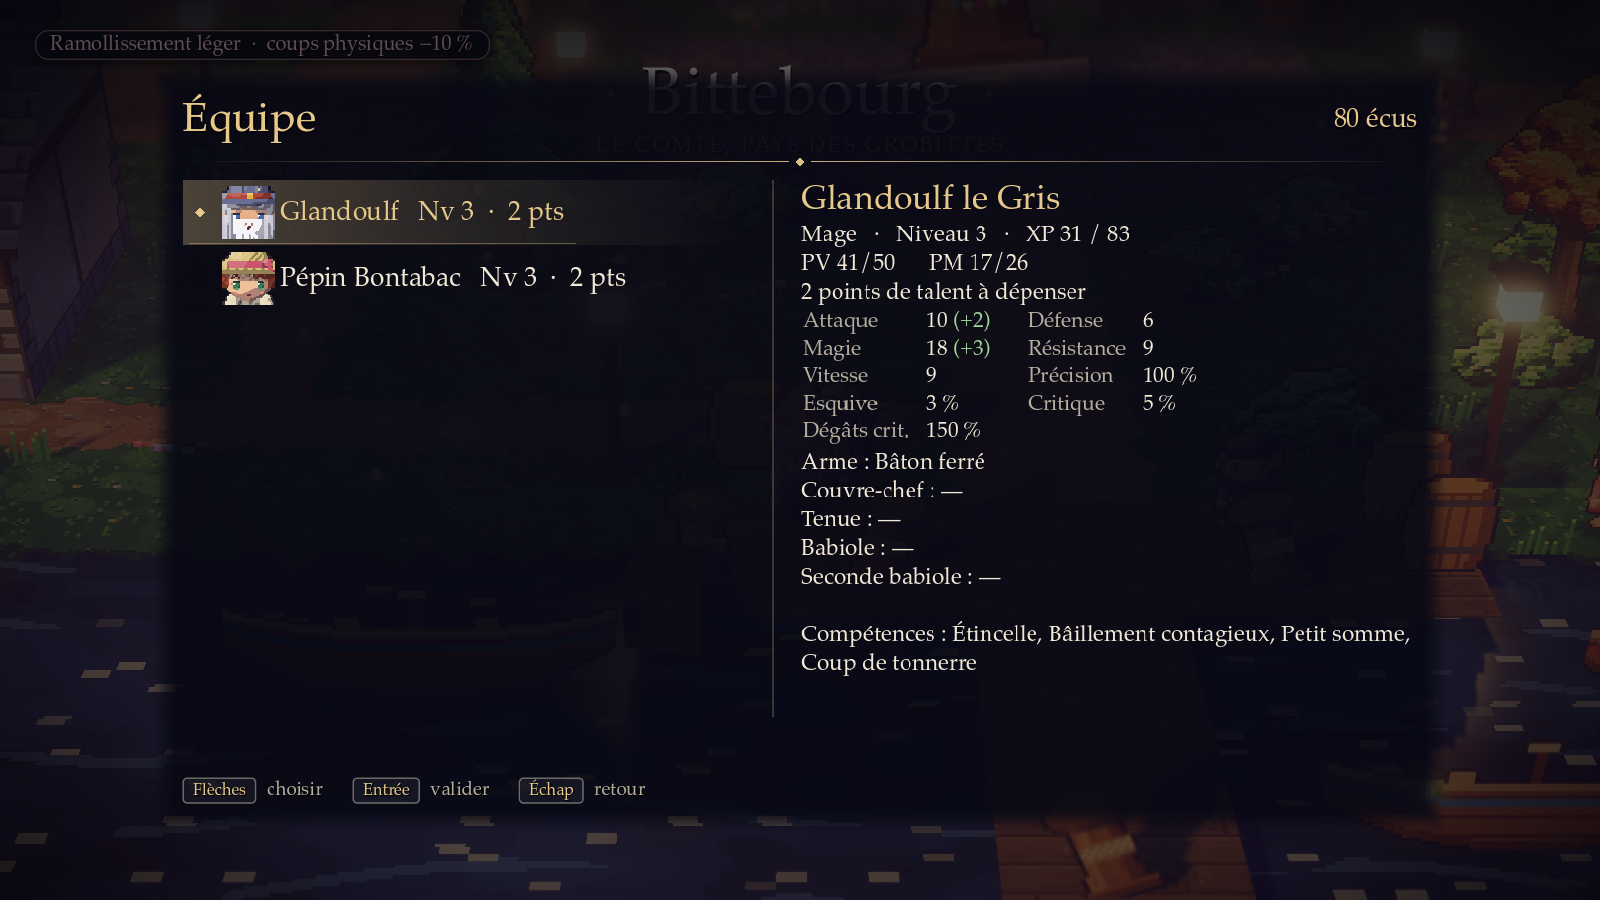 Ramollissement léger · coups physiques −10 %
Bittebourg
LE COMTÉ, PAYS DES GROBITTES
Équipe
80 écus
Glandoulf Nv 3 · 2 pts
Pépin Bontabac Nv 3 · 2 pts
Glandoulf le Gris
Mage · Niveau 3 · XP 31 / 83
PV 41/50 PM 17/26
2 points de talent à dépenser
Attaque 10 (+2) Défense 6
Magie 18 (+3) Résistance 9
Vitesse 9 Précision 100 %
Esquive 3 % Critique 5 %
Dégâts crit. 150 %
Arme : Bâton ferré
Couvre-chef : —
Tenue : —
Babiole : —
Seconde babiole : —
Compétences : Étincelle, Bâillement contagieux, Petit somme,
Coup de tonnerre
Flèches choisir Entrée valider Échap retour